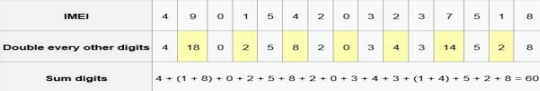 IMEI 4 9 0 1 5 4 2 0 3 2 3 7 5 1 8
Double every other digits 4 18 0 2 5 8 2 0 3 4 3 14 5 2 8
Sum digits 4 + (1 + 8) + 0 + 2 + 5 + 8 + 2 + 0 + 3 + 4 + 3 + (1 + 4) + 5 + 2 + 8 = 60